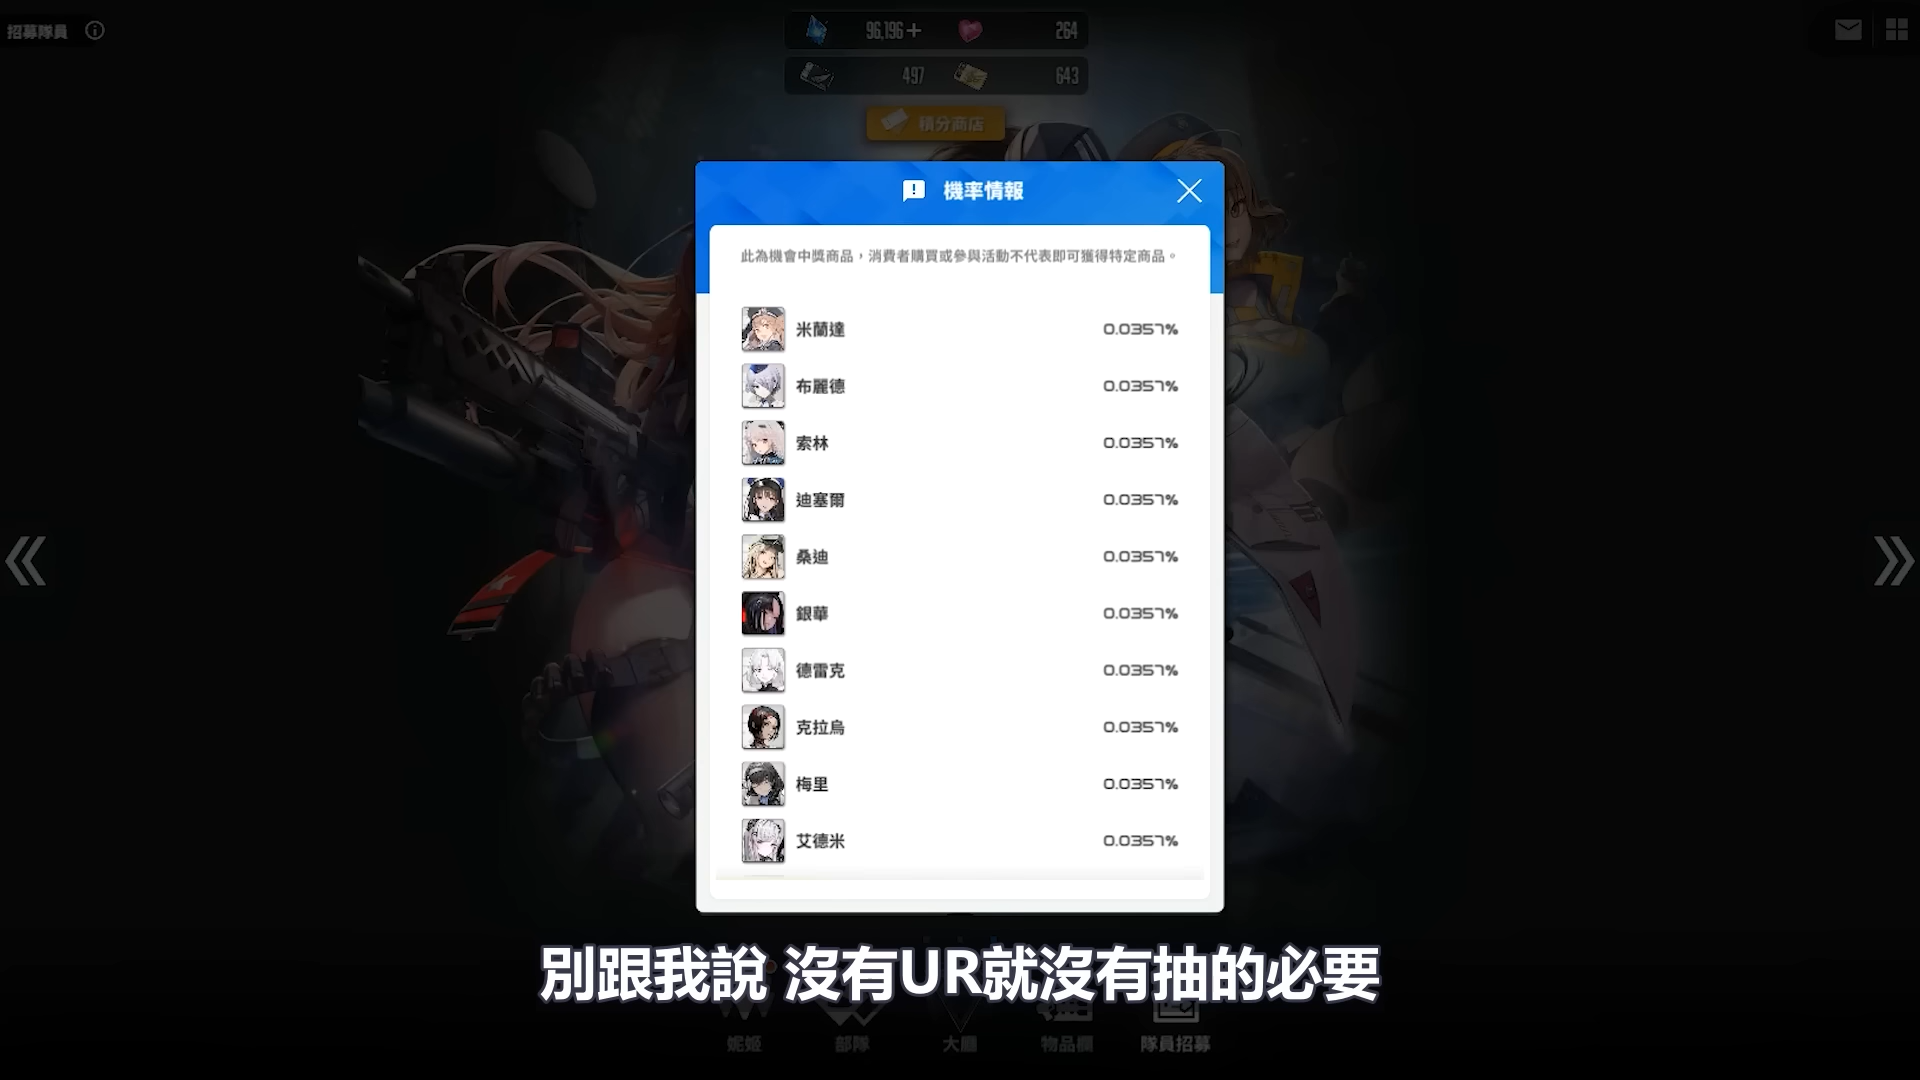 招募隊員
96,196+
264
497
643
積分商店
機率情報
此為機會中獎商品，消費者購買或參與活動不代表即可獲得特定商品。
米蘭達 0.0357%
布麗德 0.0357%
索林 0.0357%
迪塞爾 0.0357%
桑迪 0.0357%
銀華 0.0357%
德雷克 0.0357%
克拉烏 0.0357%
梅里 0.0357%
艾德米 0.0357%
別跟我說 沒有UR就沒有抽的必要
妮姬
部隊
大廳
物品欄
隊員招募